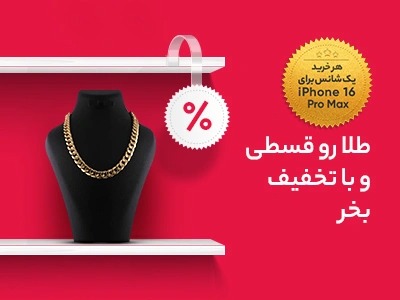 هر خرید
یک شانس برای
iPhone 16
Pro Max
%
طلا رو قسطی
و با تخفیف
بخر